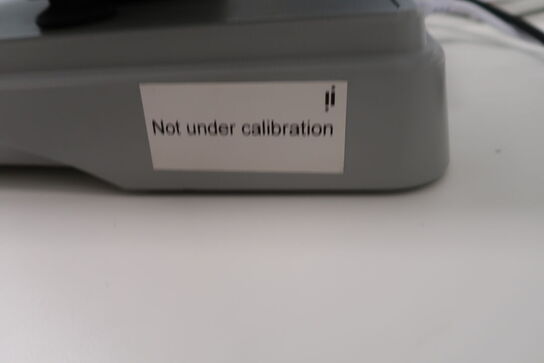 Not under calibration